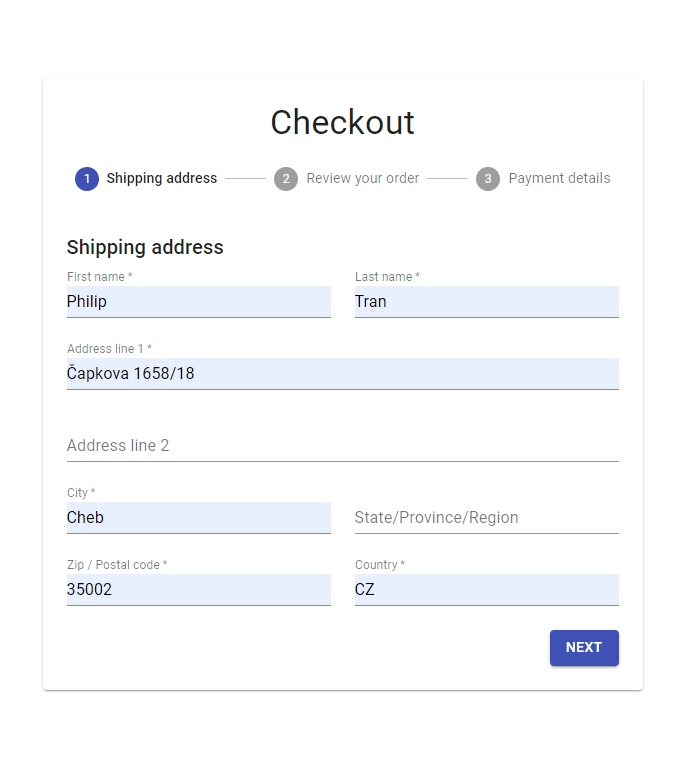 Checkout
1 Shipping address 2 Review your order 3 Payment details
Shipping address
First name * Last name *
Philip Tran
Address line 1 *
Čapkova 1658/18
Address line 2
City *
Cheb State/Province/Region
Zip / Postal code * Country *
35002 CZ
NEXT